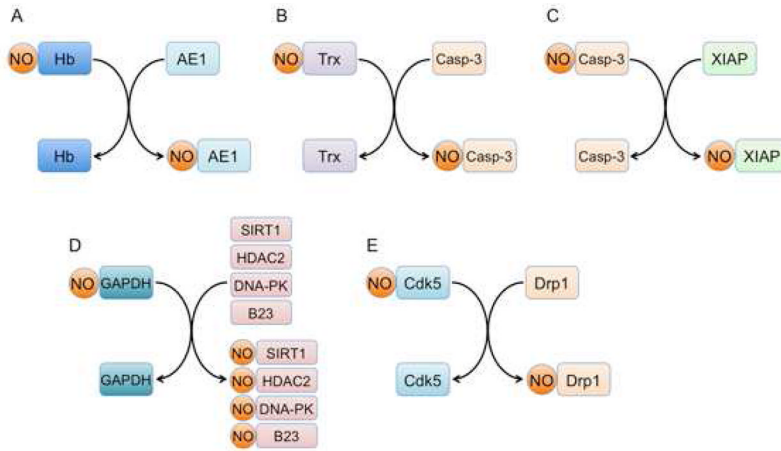 A
NO Hb
AE1
Hb
NO AE1
B
NO Trx
Casp-3
Trx
NO Casp-3
C
NO Casp-3
XIAP
Casp-3
NO XIAP
D
NO GAPDH
SIRT1
HDAC2
DNA-PK
B23
GAPDH
NO SIRT1
NO HDAC2
NO DNA-PK
NO B23
E
NO Cdk5
Drp1
Cdk5
NO Drp1